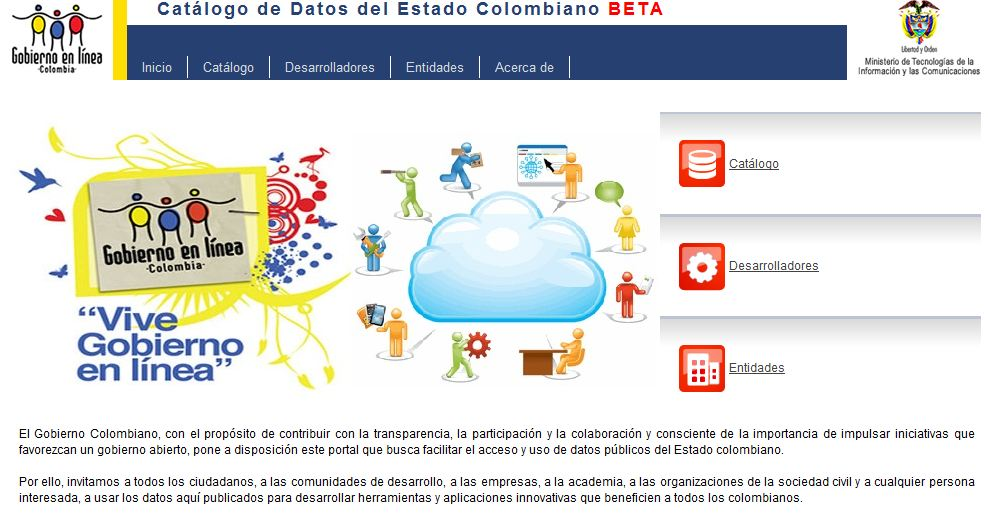 Catálogo de Datos del Estado Colombiano BETA
Gobierno en línea
·Colombia·
Inicio
Catálogo
Desarrolladores
Entidades
Acerca de
Libertad y Orden
Ministerio de Tecnologías de la
Información y las Comunicaciones
Gobierno en línea
·Colombia·
“Vive
Gobierno
en línea”
Catálogo
Desarrolladores
Entidades
El Gobierno Colombiano, con el propósito de contribuir con la transparencia, la participación y la colaboración y consciente de la importancia de impulsar iniciativas que
favorezcan un gobierno abierto, pone a disposición este portal que busca facilitar el acceso y uso de datos públicos del Estado colombiano.
Por ello, invitamos a todos los ciudadanos, a las comunidades de desarrollo, a las empresas, a la academia, a las organizaciones de la sociedad civil y a cualquier persona
interesada, a usar los datos aquí publicados para desarrollar herramientas y aplicaciones innovativas que beneficien a todos los colombianos.